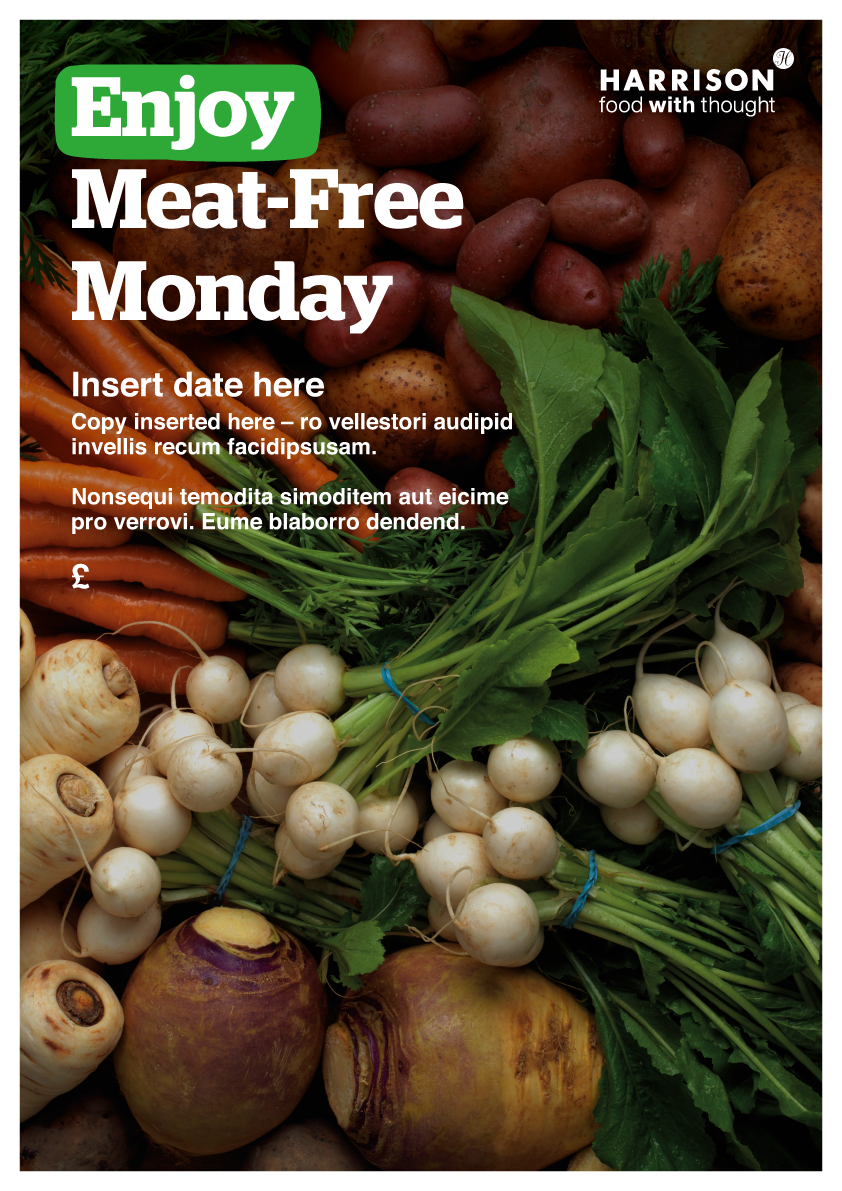 Enjoy
Meat-Free
Monday
H
HARRISON
food with thought
Insert date here
Copy inserted here – ro vellestori audipid
invellis recum facidipsusam.
Nonsequi temodita simoditem aut eicime
pro verrovi. Eume blaborro dendend.
£